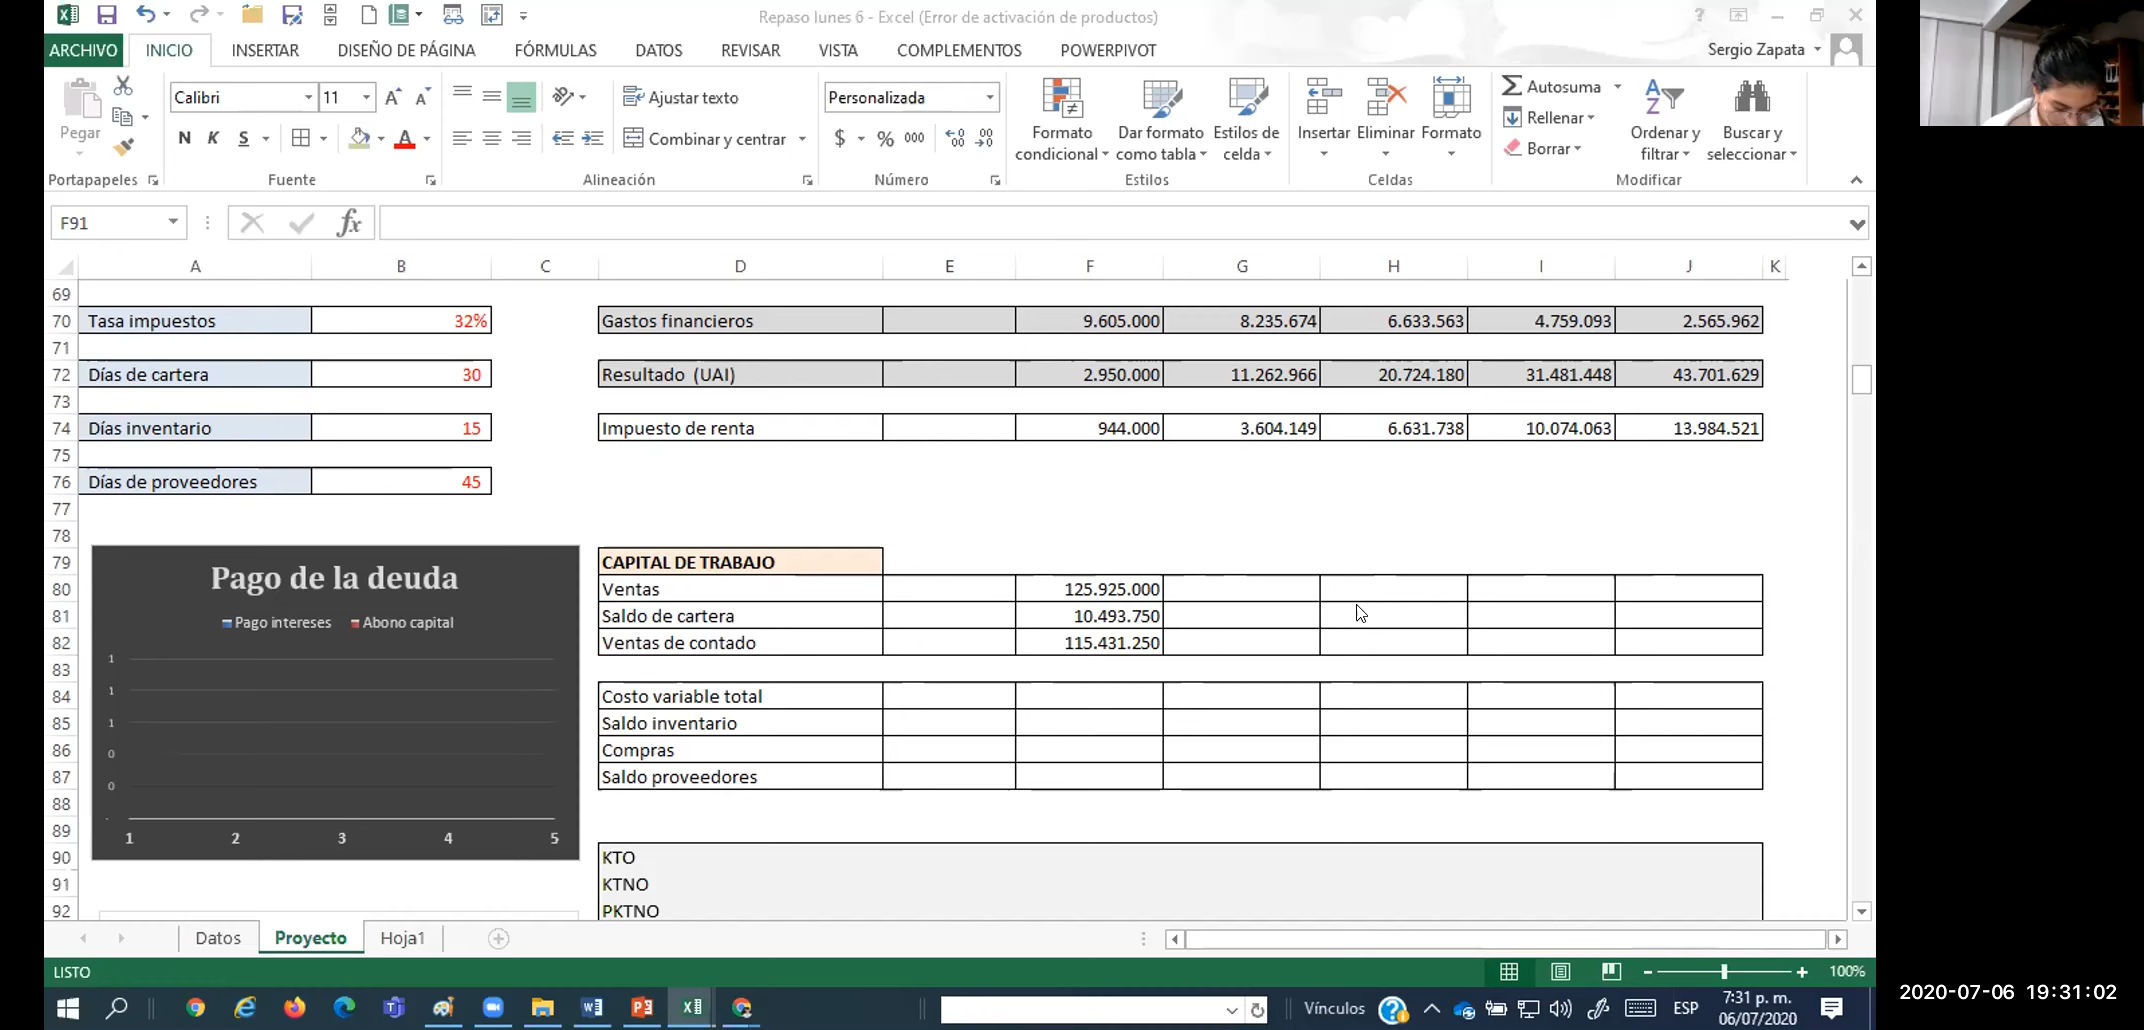 Repaso lunes 6 - Excel (Error de activación de productos)
ARCHIVO INICIO INSERTAR DISEÑO DE PÁGINA FÓRMULAS DATOS REVISAR VISTA COMPLEMENTOS POWERPIVOT Sergio Zapata
Pegar
Calibri 11
N K S
Ajustar texto
Combinar y centrar
Personalizada
$ % 000
Formato condicional
Dar formato como tabla
Estilos de celda
Insertar Eliminar Formato
Autosuma
Rellenar
Borrar
Ordenar y filtrar
Buscar y seleccionar
Portapapeles Fuente Alineación Número Estilos Celdas Modificar
F91 fx
A B C D E F G H I J K
69
70 Tasa impuestos 32% Gastos financieros 9.605.000 8.235.674 6.633.563 4.759.093 2.565.962
71
72 Días de cartera 30 Resultado (UAI) 2.950.000 11.262.966 20.724.180 31.481.448 43.701.629
73
74 Días inventario 15 Impuesto de renta 944.000 3.604.149 6.631.738 10.074.063 13.984.521
75
76 Días de proveedores 45
77
78
79 CAPITAL DE TRABAJO
80 Ventas 125.925.000
81 Saldo de cartera 10.493.750
82 Ventas de contado 115.431.250
83
84 Costo variable total
85 Saldo inventario
86 Compras
87 Saldo proveedores
88
89
90 KTO
91 KTNO
92 PKTNO
Pago de la deuda
Pago intereses Abono capital
1
1
1
0
0
-
1 2 3 4 5
Datos Proyecto Hoja1
LISTO 100%
Vínculos ESP 7:31 p. m.
06/07/2020
2020-07-06 19:31:02